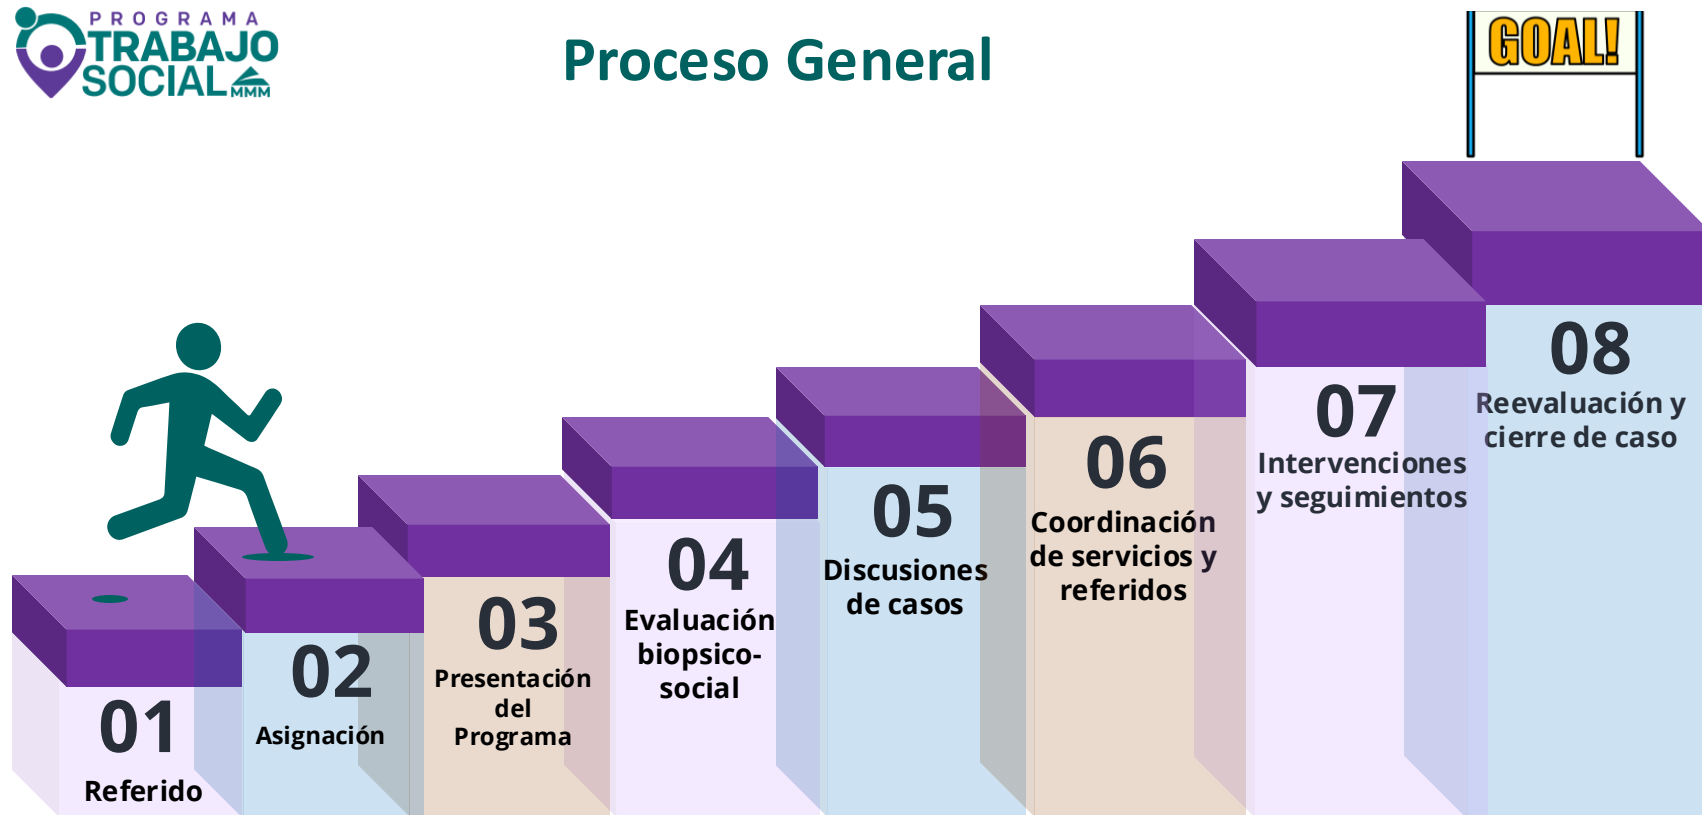 PROGRAMA
TRABAJO
SOCIAL
MMM
Proceso General
GOAL!
01
Referido
02
Asignación
03
Presentación
del
Programa
04
Evaluación
biopsico-
social
05
Discusiones
de casos
06
Coordinación
de servicios y
referidos
07
Intervenciones
y seguimientos
08
Reevaluación y
cierre de caso